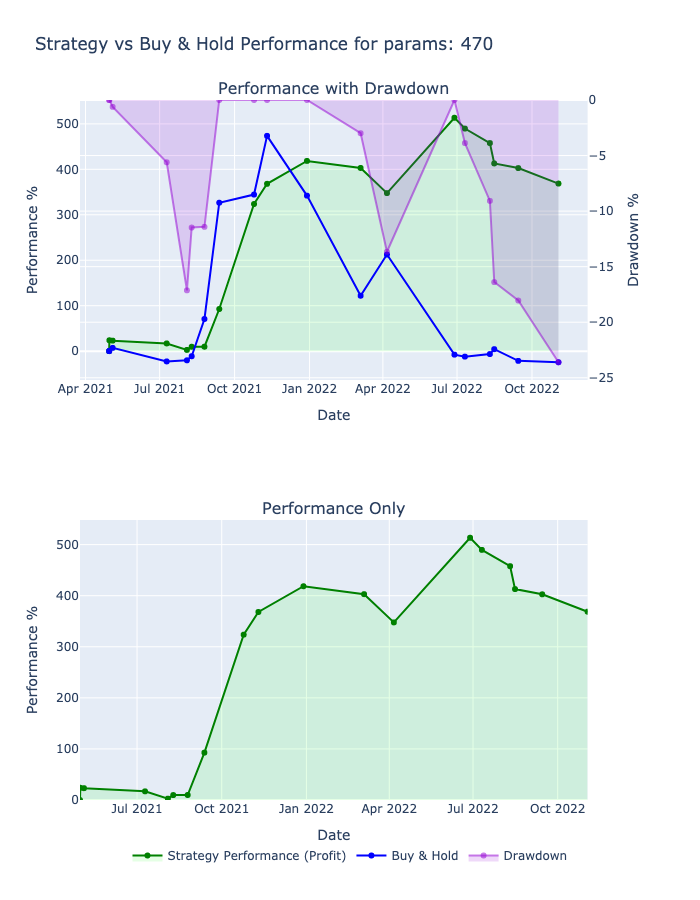 Strategy vs Buy & Hold Performance for params: 470
Performance with Drawdown
500
400
300
200
100
0
Performance %
0
−5
−10
−15
−20
−25
Drawdown %
Apr 2021 Jul 2021 Oct 2021 Jan 2022 Apr 2022 Jul 2022 Oct 2022
Date
Performance Only
500
400
300
200
100
0
Performance %
Jul 2021 Oct 2021 Jan 2022 Apr 2022 Jul 2022 Oct 2022
Date
Strategy Performance (Profit) Buy & Hold Drawdown